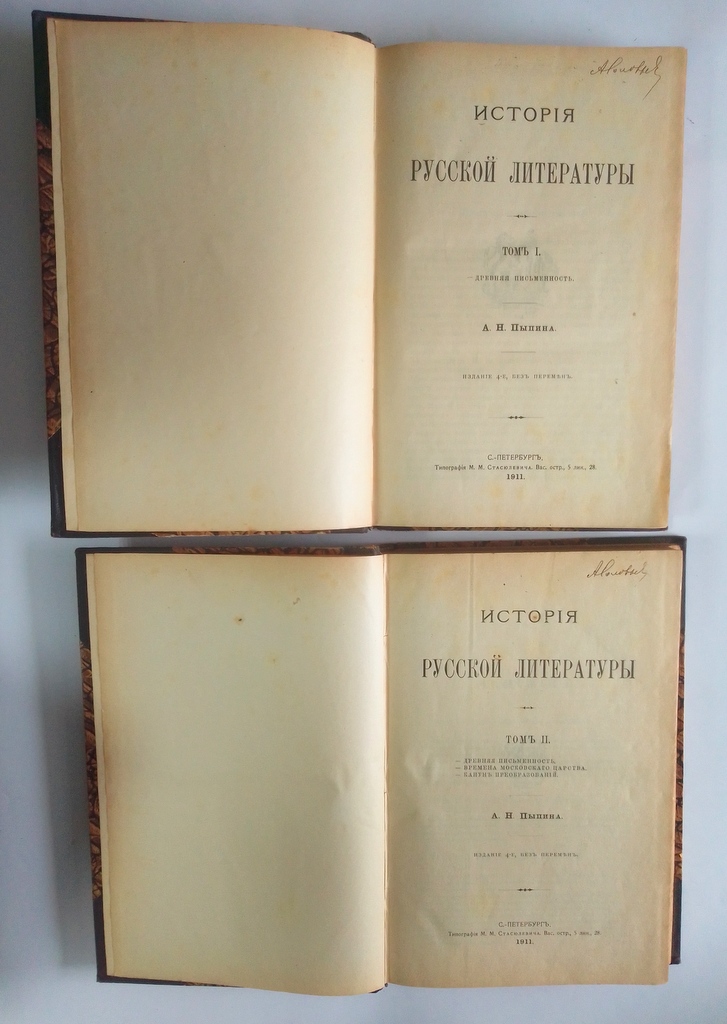 ИСТОРІЯ
РУССКОЙ ЛИТЕРАТУРЫ
ТОМЪ I.
— ДРЕВНЯЯ ПИСЬМЕННОСТЬ.
А. Н. Пыпина.
ИЗДАНІЕ 4-Е, БЕЗЪ ПЕРЕМѢНЪ.
С.-ПЕТЕРБУРГЪ.
Типографія М. М. Стасюлевича. Вас. остр., 5 лин., 28.
1911.
ИСТОРІЯ
РУССКОЙ ЛИТЕРАТУРЫ
ТОМЪ II.
— ДРЕВНЯЯ ПИСЬМЕННОСТЬ.
— ВРЕМЕНА МОСКОВСКАГО ЦАРСТВА.
— КАНУНЪ ПРЕОБРАЗОВАНІЙ.
А. Н. Пыпина.
ИЗДАНІЕ 4-Е, БЕЗЪ ПЕРЕМѢНЪ.
С.-ПЕТЕРБУРГЪ.
Типографія М. М. Стасюлевича. Вас. остр., 5 лин., 28.
1911.